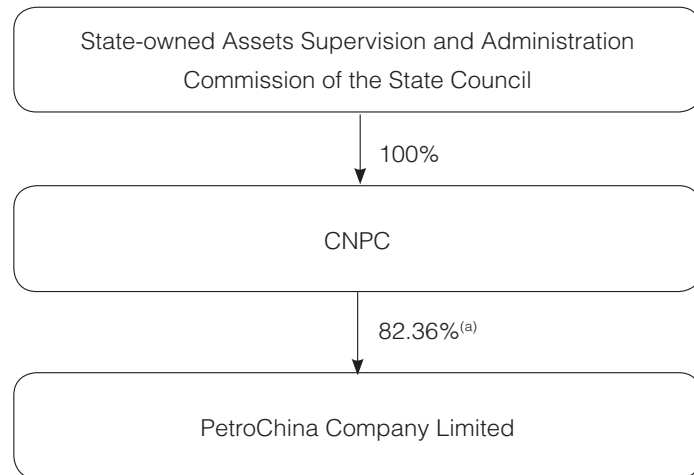 State-owned Assets Supervision and Administration
Commission of the State Council
100%
CNPC
82.36%(a)
PetroChina Company Limited